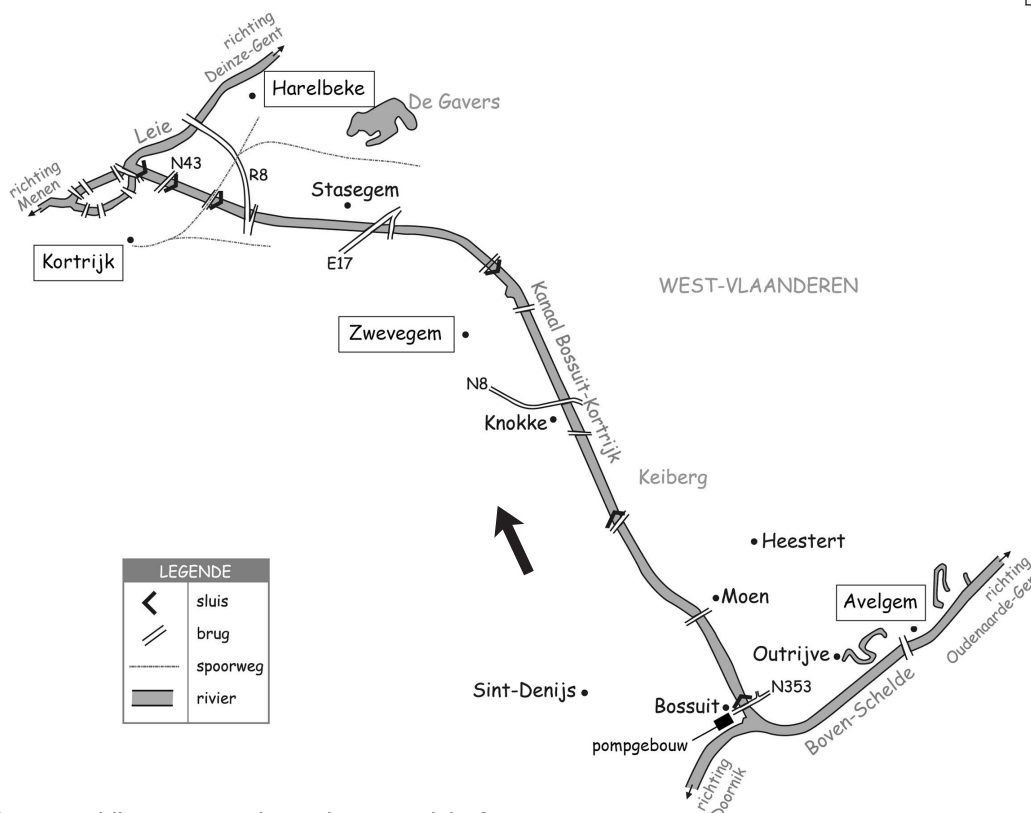 richting
Deinze-Gent
Harelbeke
De Gavers
Leie
N43
R8
richting
Menen
Stasegem
Kortrijk
E17
WEST-VLAANDEREN
Kanaal Bossuit-Kortrijk
Zwevegem
N8
Knokke
Keiberg
Heestert
LEGENDE
sluis
brug
spoorweg
rivier
Moen
Avelgem
richting
Outrijve
Sint-Denijs
N353
Bossuit
Boven-Schelde
pompgebouw
richting
Doornik